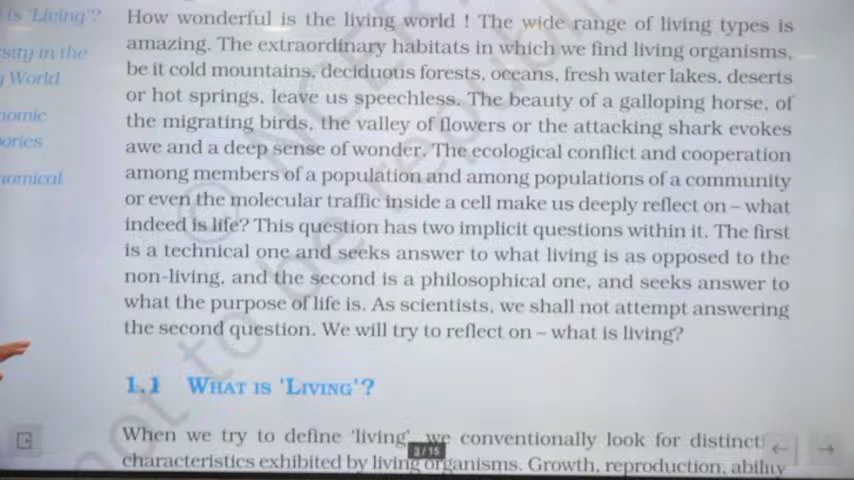 is 'Living'?
sity in the
World
nomic
ories
nomical
How wonderful is the living world ! The wide range of living types is
amazing. The extraordinary habitats in which we find living organisms,
be it cold mountains, deciduous forests, oceans, fresh water lakes, deserts
or hot springs, leave us speechless. The beauty of a galloping horse, of
the migrating birds, the valley of flowers or the attacking shark evokes
awe and a deep sense of wonder. The ecological conflict and cooperation
among members of a population and among populations of a community
or even the molecular traffic inside a cell make us deeply reflect on – what
indeed is life? This question has two implicit questions within it. The first
is a technical one and seeks answer to what living is as opposed to the
non-living, and the second is a philosophical one, and seeks answer to
what the purpose of life is. As scientists, we shall not attempt answering
the second question. We will try to reflect on – what is living?
1.1 WHAT IS 'LIVING'?
When we try to define 'living', we conventionally look for distinct
characteristics exhibited by living organisms. Growth, reproduction, ability
3/15
© NCER
not to be republi